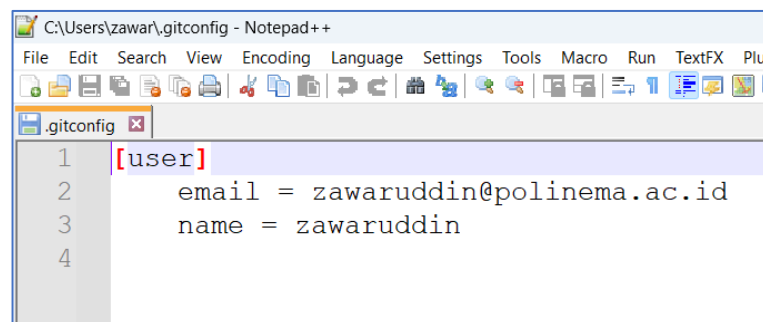 C:\Users\zawar\.gitconfig - Notepad++
File Edit Search View Encoding Language Settings Tools Macro Run TextFX Plu
.gitconfig
1 [user]
2 email = zawaruddin@polinema.ac.id
3 name = zawaruddin
4